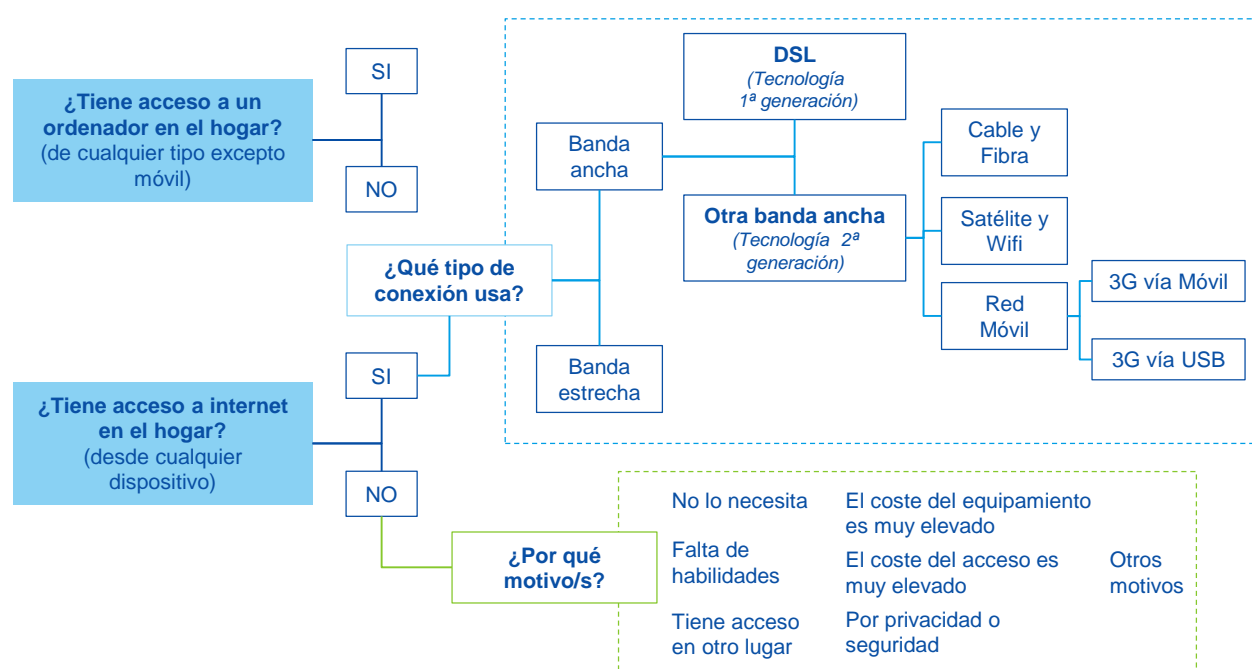 ¿Tiene acceso a un
ordenador en el hogar?
(de cualquier tipo excepto
móvil)
SI
NO
¿Tiene acceso a internet
en el hogar?
(desde cualquier
dispositivo)
SI
NO
¿Qué tipo de
conexión usa?
Banda
ancha
Banda
estrecha
DSL
(Tecnología
1ª generación)
Otra banda ancha
(Tecnología 2ª
generación)
Cable y
Fibra
Satélite y
Wifi
Red
Móvil
3G vía Móvil
3G vía USB
¿Por qué
motivo/s?
No lo necesita
Falta de
habilidades
Tiene acceso
en otro lugar
El coste del equipamiento
es muy elevado
El coste del acceso es
muy elevado
Por privacidad o
seguridad
Otros
motivos